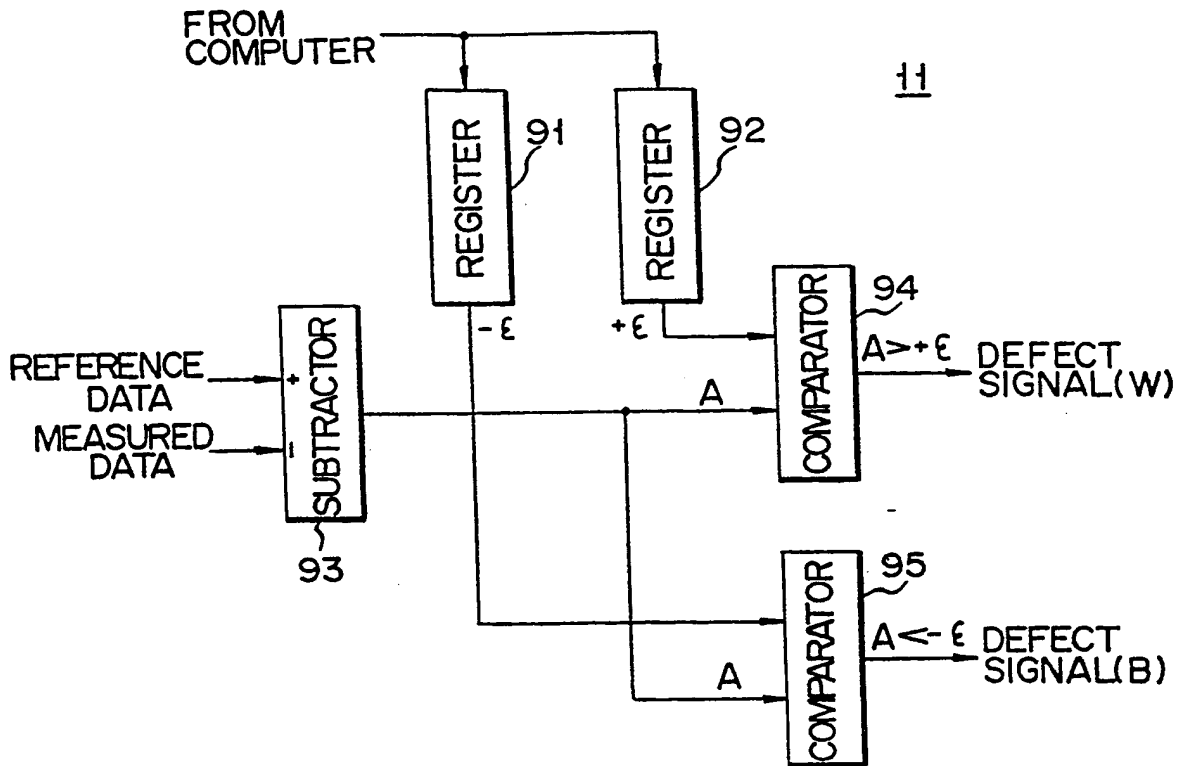 FROM
COMPUTER
11
REGISTER
91
REGISTER
92
-ε
+ε
COMPARATOR
94
A>+ε
DEFECT
SIGNAL(W)
REFERENCE
DATA
+
MEASURED
DATA
-
SUBTRACTOR
93
A
COMPARATOR
95
A<-ε
DEFECT
SIGNAL(B)
A